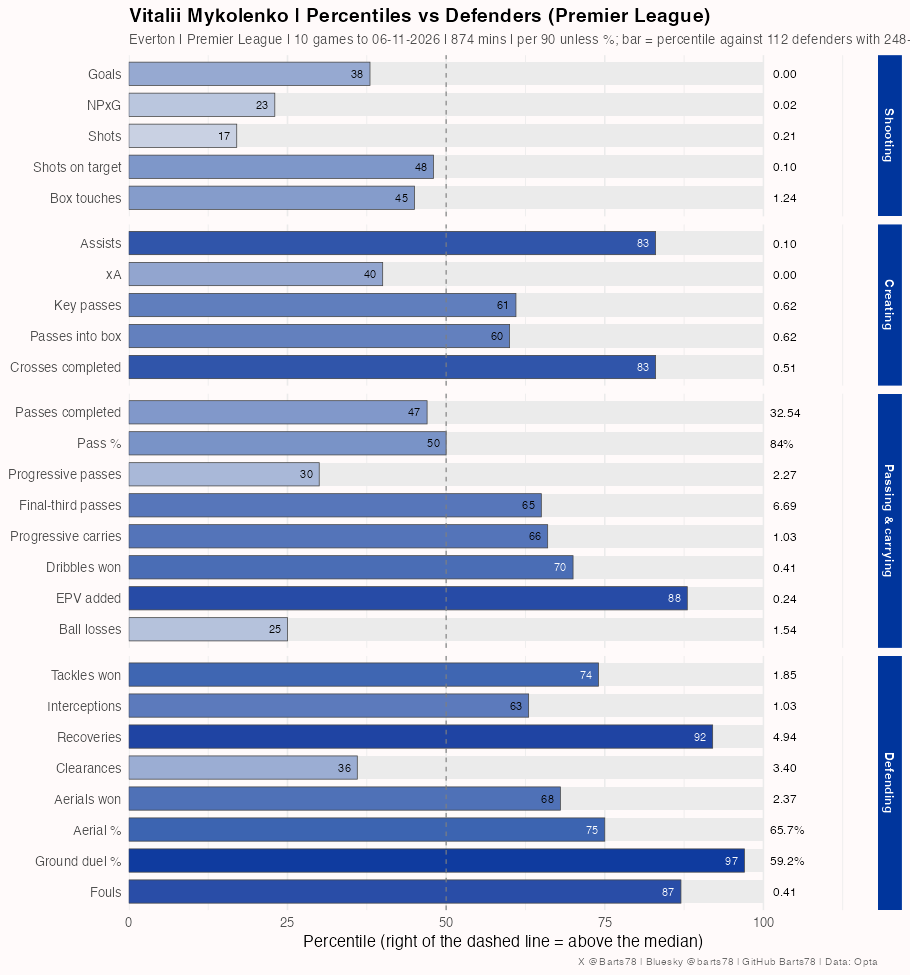 Vitalii Mykolenko | Percentiles vs Defenders (Premier League)
Everton | Premier League | 10 games to 06-11-2026 | 874 mins | per 90 unless %; bar = percentile against 112 defenders with 248-
Goals 38 0.00
NPxG 23 0.02
Shots 17 0.21
Shots on target 48 0.10
Box touches 45 1.24
Shooting
Assists 83 0.10
xA 40 0.00
Key passes 61 0.62
Passes into box 60 0.62
Crosses completed 83 0.51
Creating
Passes completed 47 32.54
Pass % 50 84%
Progressive passes 30 2.27
Final-third passes 65 6.69
Progressive carries 66 1.03
Dribbles won 70 0.41
EPV added 88 0.24
Ball losses 25 1.54
Passing & carrying
Tackles won 74 1.85
Interceptions 63 1.03
Recoveries 92 4.94
Clearances 36 3.40
Aerials won 68 2.37
Aerial % 75 65.7%
Ground duel % 97 59.2%
Fouls 87 0.41
Defending
0 25 50 75 100
Percentile (right of the dashed line = above the median)
X @Barts78 | Bluesky @barts78 | GitHub Barts78 | Data: Opta